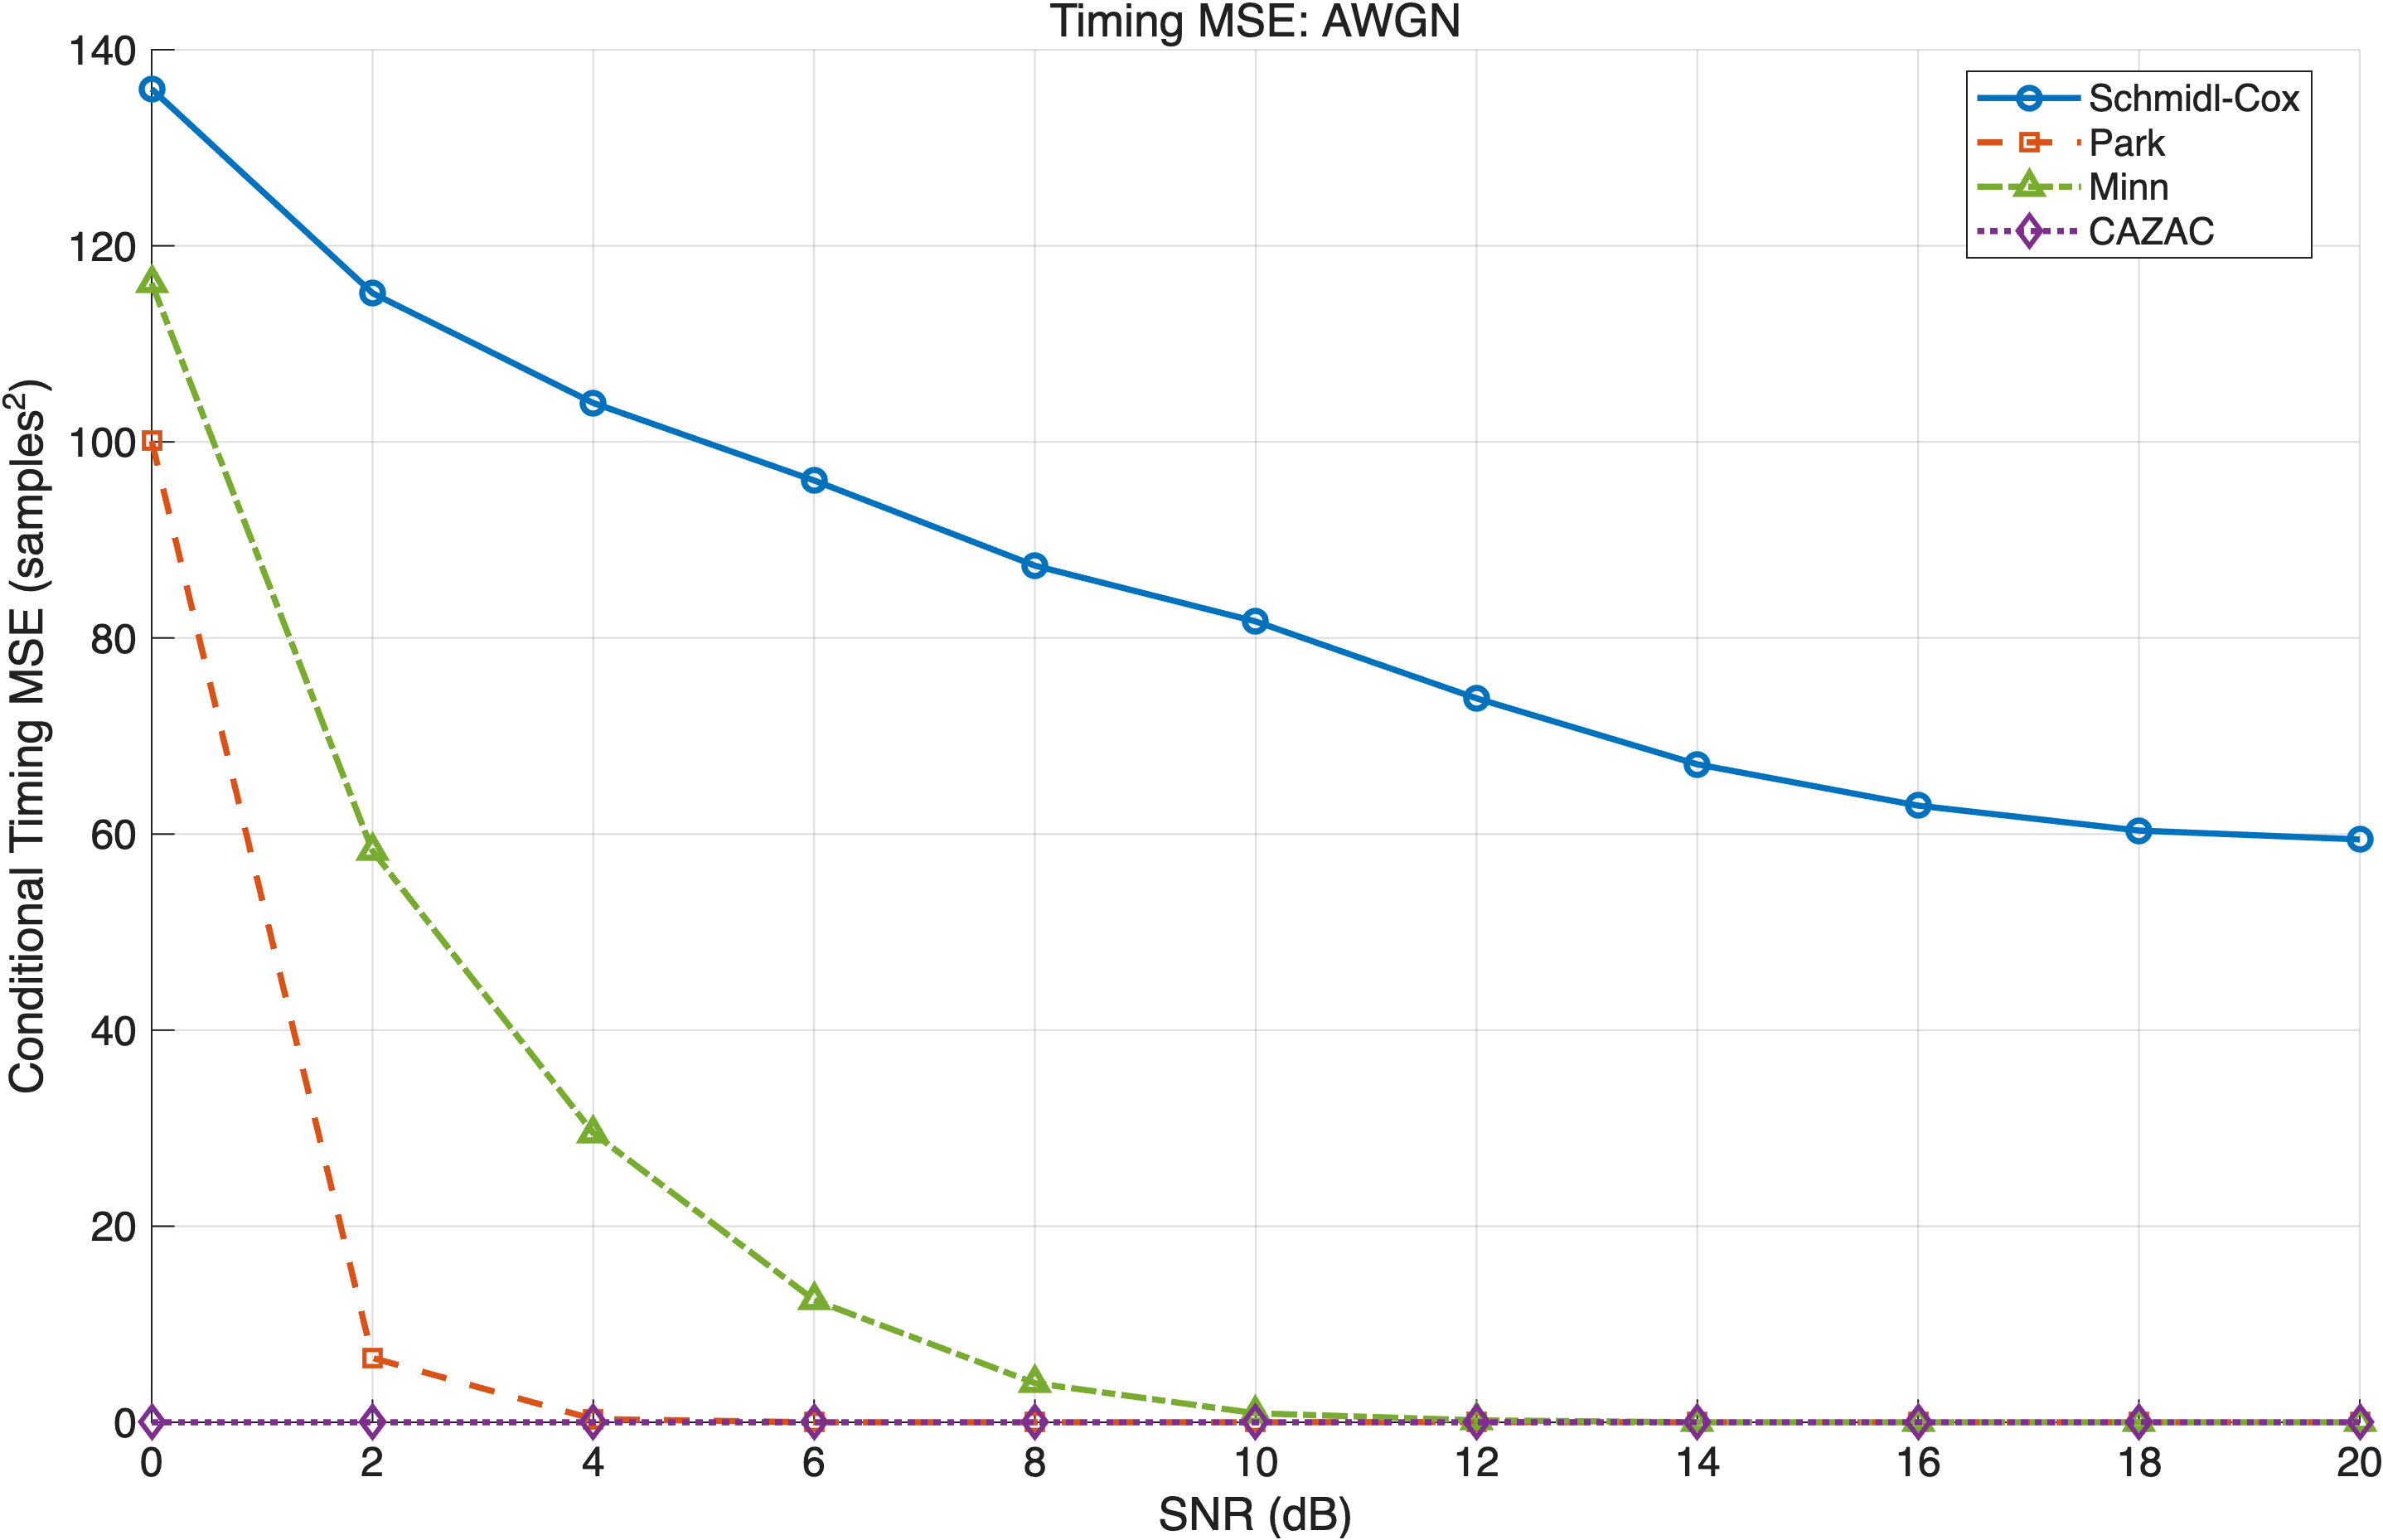 Timing MSE: AWGN
140
120
100
80
60
40
20
0
Conditional Timing MSE (samples²)
Schmidl-Cox
Park
Minn
CAZAC
0 2 4 6 8 10 12 14 16 18 20
SNR (dB)